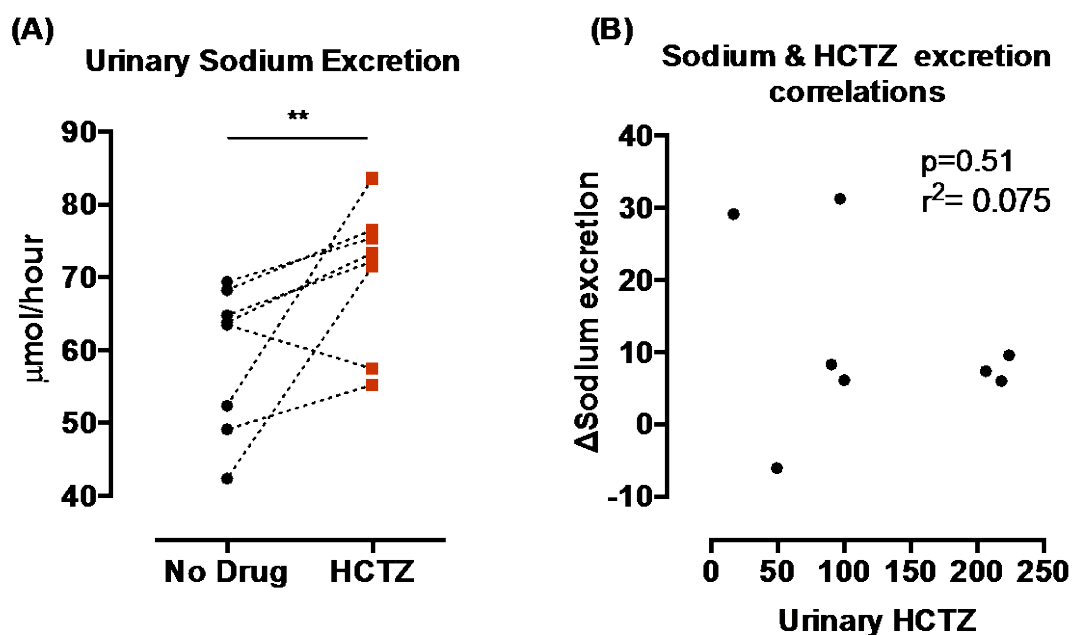 (A)
Urinary Sodium Excretion
**
90
80
70
60
50
40
μmol/hour
No Drug HCTZ
(B)
Sodium & HCTZ excretion
correlations
p=0.51
r²= 0.075
40
30
20
10
0
-10
ΔSodium excretion
0 50 100 150 200 250
Urinary HCTZ